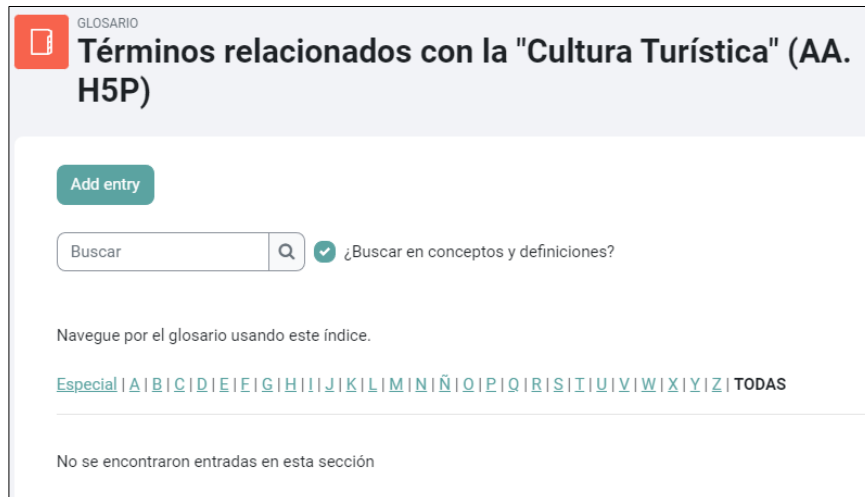 GLOSARIO
Términos relacionados con la "Cultura Turística" (AA.
H5P)
Add entry
Buscar
¿Buscar en conceptos y definiciones?
Navegue por el glosario usando este índice.
Especial | A | B | C | D | E | F | G | H | I | J | K | L | M | N | Ñ | O | P | Q | R | S | T | U | V | W | X | Y | Z | TODAS
No se encontraron entradas en esta sección